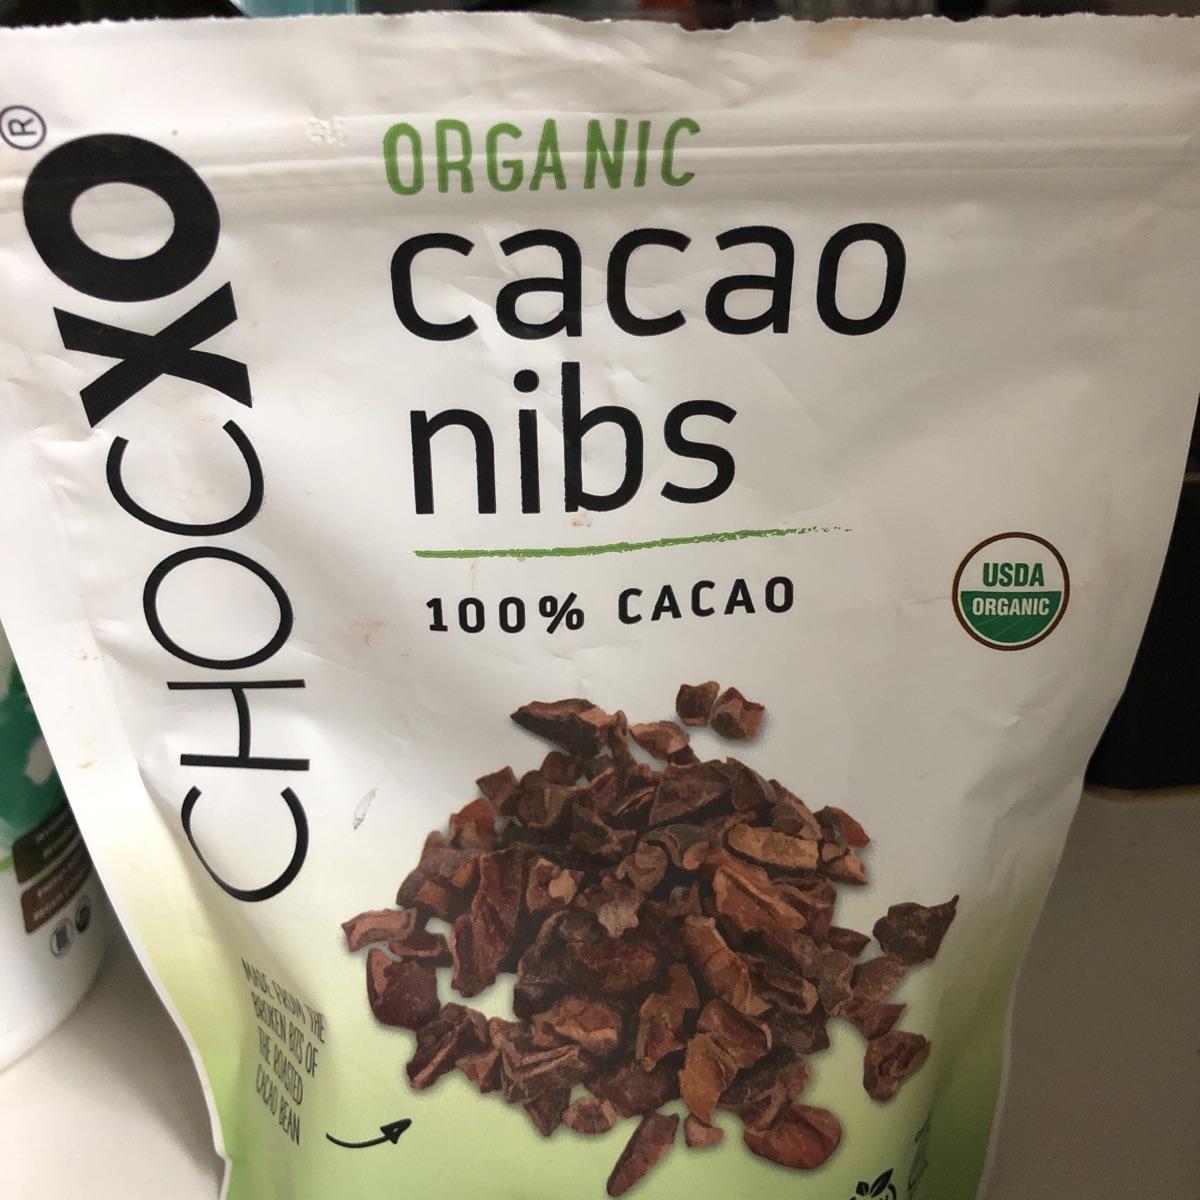 CHOCXO®
ORGANIC
cacao
nibs
100% CACAO
USDA
ORGANIC
MADE FROM THE
BROKEN BITS OF
THE ROASTED
CACAO BEAN